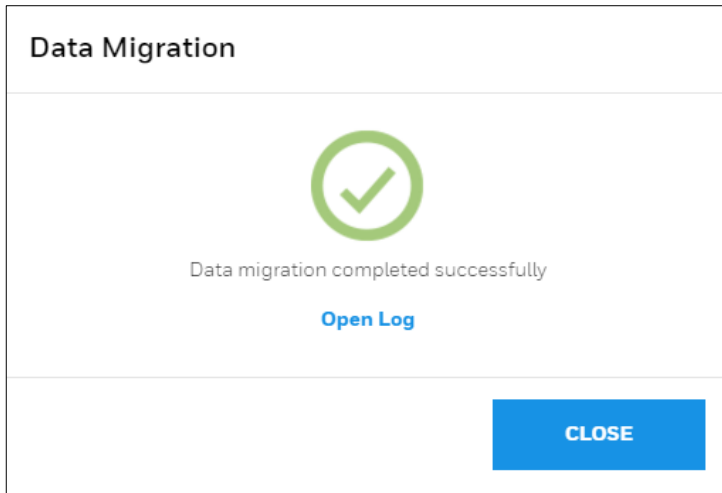 Data Migration
Data migration completed successfully
Open Log
CLOSE